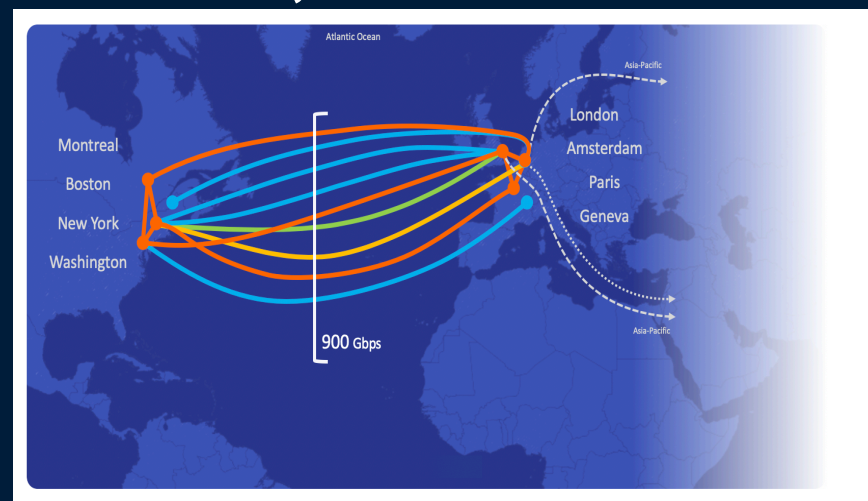 Atlantic Ocean
Asia-Pacific
London
Montreal
Amsterdam
Boston
Paris
New York
Geneva
Washington
Asia-Pacific
900 Gbps